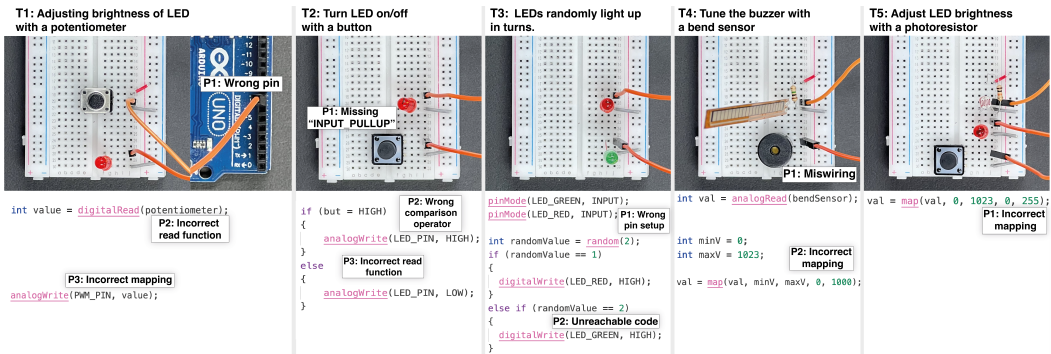 T1: Adjusting brightness of LED
with a potentiometer
P1: Wrong pin
UNO
int value = digitalRead(potentiometer);
P2: Incorrect
read function
P3: Incorrect mapping
analogWrite(PWM_PIN, value);
T2: Turn LED on/off
with a button
P1: Missing
"INPUT_PULLUP"
if (but = HIGH)
P2: Wrong
comparison
operator
{
analogWrite(LED_PIN, HIGH);
}
else
P3: Incorrect read
function
{
analogWrite(LED_PIN, LOW);
}
T3: LEDs randomly light up
in turns.
pinMode(LED_GREEN, INPUT);
pinMode(LED_RED, INPUT);
P1: Wrong
pin setup
int randomValue = random(2);
if (randomValue == 1)
{
digitalWrite(LED_RED, HIGH);
}
else if (randomValue == 2)
{
P2: Unreachable code
digitalWrite(LED_GREEN, HIGH);
}
T4: Tune the buzzer with
a bend sensor
P1: Miswiring
int val = analogRead(bendSensor);
int minV = 0;
int maxV = 1023;
P2: Incorrect
mapping
val = map(val, minV, maxV, 0, 1000);
T5: Adjust LED brightness
with a photoresistor
val = map(val, 0, 1023, 0, 255);
P1: Incorrect
mapping